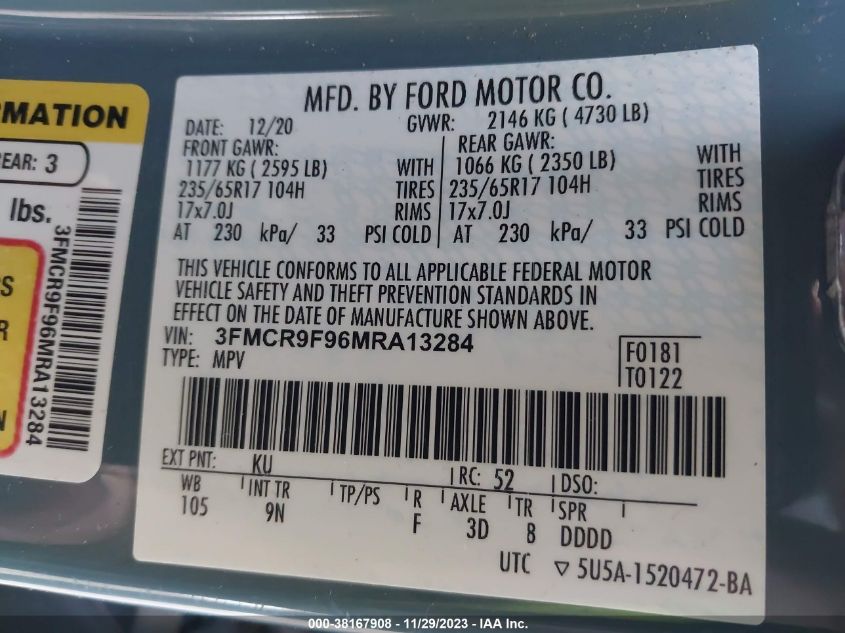 RMATION
EAR: 3
lbs.
3FMCR9F96MRA13284
S
R
N
MFD. BY FORD MOTOR CO.
DATE: 12/20 GVWR: 2146 KG ( 4730 LB)
FRONT GAWR: REAR GAWR:
1177 KG ( 2595 LB) WITH 1066 KG ( 2350 LB) WITH
235/65R17 104H TIRES 235/65R17 104H TIRES
17x7.0J RIMS 17x7.0J RIMS
AT 230 kPa/ 33 PSI COLD AT 230 kPa/ 33 PSI COLD
THIS VEHICLE CONFORMS TO ALL APPLICABLE FEDERAL MOTOR
VEHICLE SAFETY AND THEFT PREVENTION STANDARDS IN
EFFECT ON THE DATE OF MANUFACTURE SHOWN ABOVE.
VIN: 3FMCR9F96MRA13284
TYPE: MPV
F0181
T0122
EXT PNT: KU RC: 52 DSO:
WB INT TR TP/PS R AXLE TR SPR
105 9N F 3D 8 DDDD
UTC ▽ 5U5A-1520472-BA
000-38167908 - 11/29/2023 - IAA Inc.